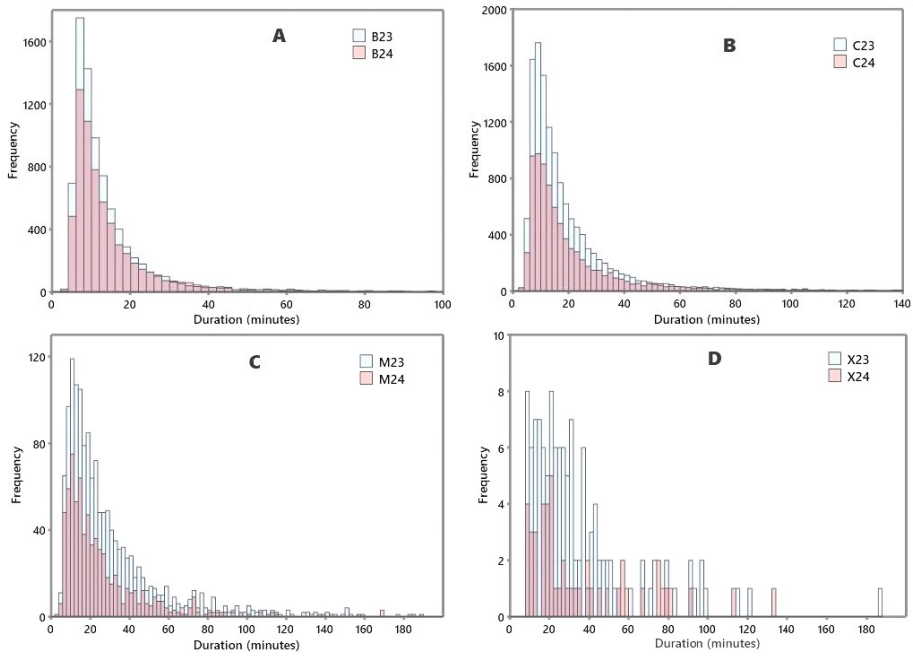 A
B23
B24
1600
1200
800
400
0
Frequency
0 20 40 60 80 100
Duration (minutes)
B
C23
C24
2000
1600
1200
800
400
0
Frequency
0 20 40 60 80 100 120 140
Duration (minutes)
C
M23
M24
120
80
40
0
Frequency
0 20 40 60 80 100 120 140 160 180
Duration (minutes)
D
X23
X24
10
8
6
4
2
0
Frequency
0 20 40 60 80 100 120 140 160 180
Duration (minutes)